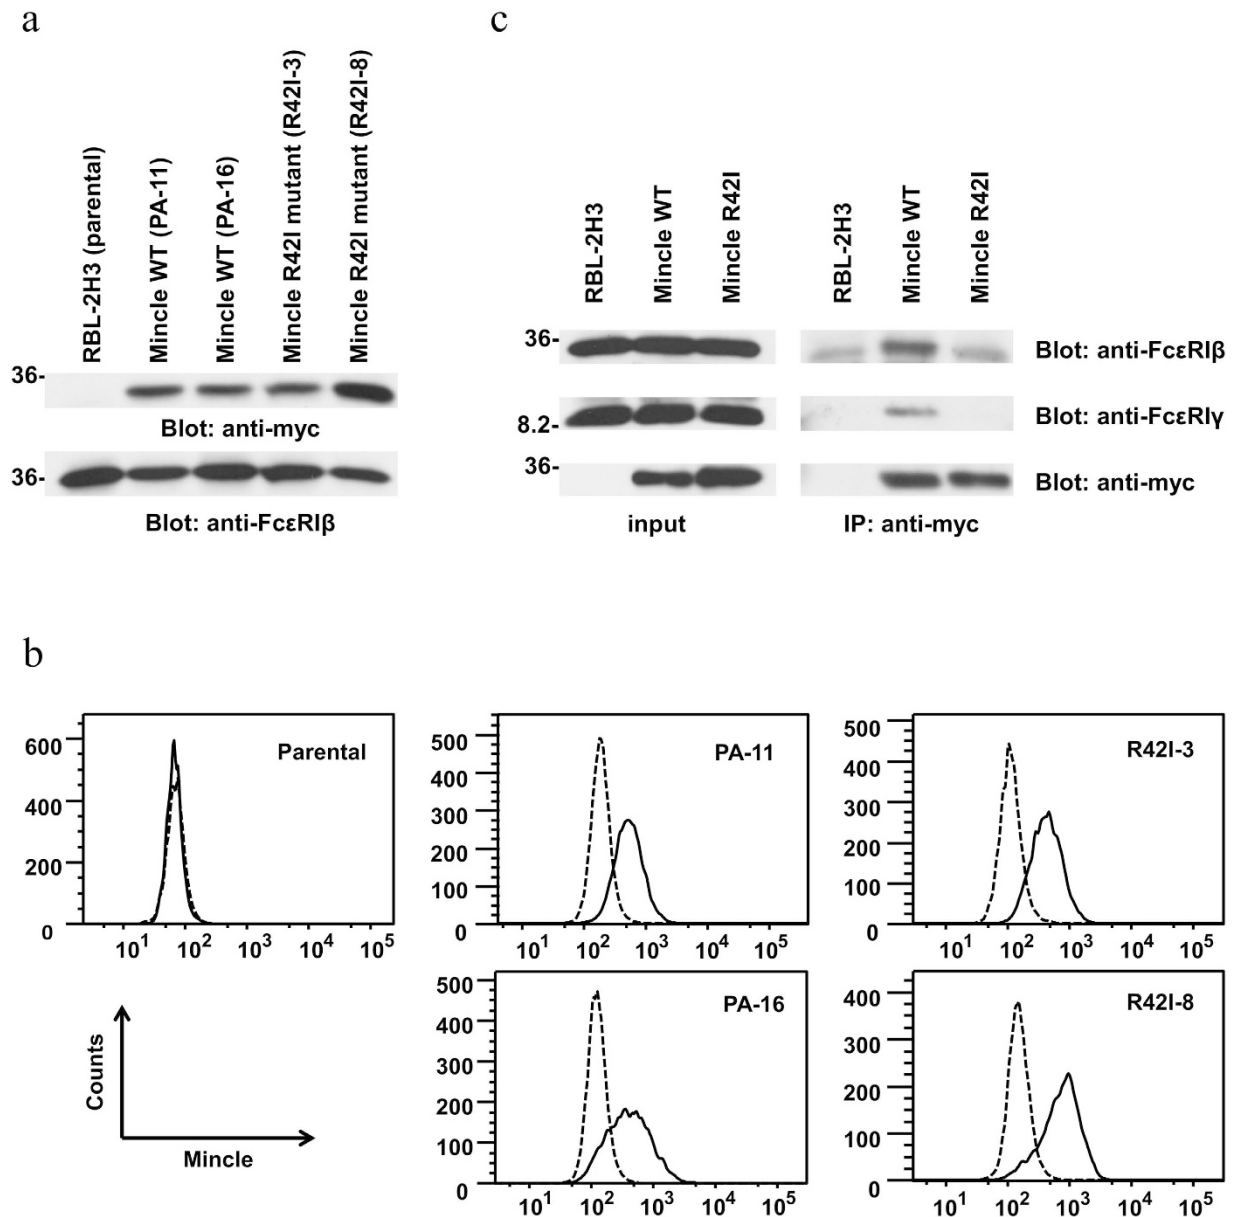 a
RBL-2H3 (parental)
Mincle WT (PA-11)
Mincle WT (PA-16)
Mincle R42I mutant (R42I-3)
Mincle R42I mutant (R42I-8)
36-
Blot: anti-myc
36-
Blot: anti-FcεRIβ
c
RBL-2H3
Mincle WT
Mincle R42I
RBL-2H3
Mincle WT
Mincle R42I
36-
Blot: anti-FcεRIβ
8.2-
Blot: anti-FcεRIγ
36-
Blot: anti-myc
input
IP: anti-myc
b
Parental
600
400
200
0
10¹ 10² 10³ 10⁴ 10⁵
PA-11
500
400
300
200
100
0
10¹ 10² 10³ 10⁴ 10⁵
R42I-3
500
400
300
200
100
0
10¹ 10² 10³ 10⁴ 10⁵
Counts
Mincle
PA-16
500
400
300
200
100
0
10¹ 10² 10³ 10⁴ 10⁵
R42I-8
400
300
200
100
0
10¹ 10² 10³ 10⁴ 10⁵